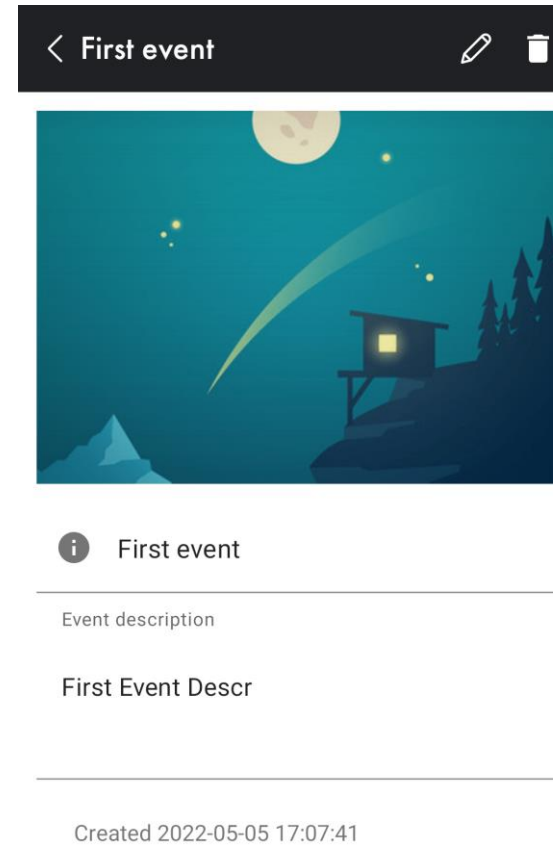 First event
First event
Event description
First Event Descr
Created 2022-05-05 17:07:41